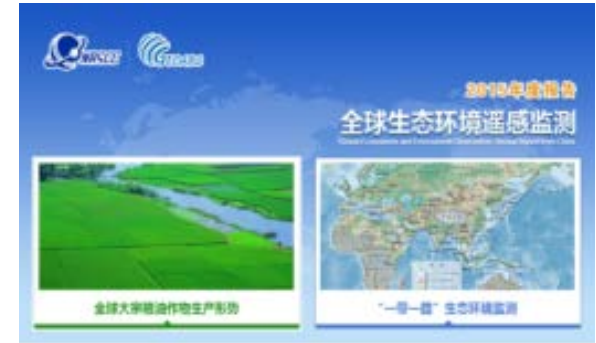 NRSCC
2015年度报告
全球生态环境遥感监测
全球大宗粮油作物生产形势
“一带一路”生态环境监测